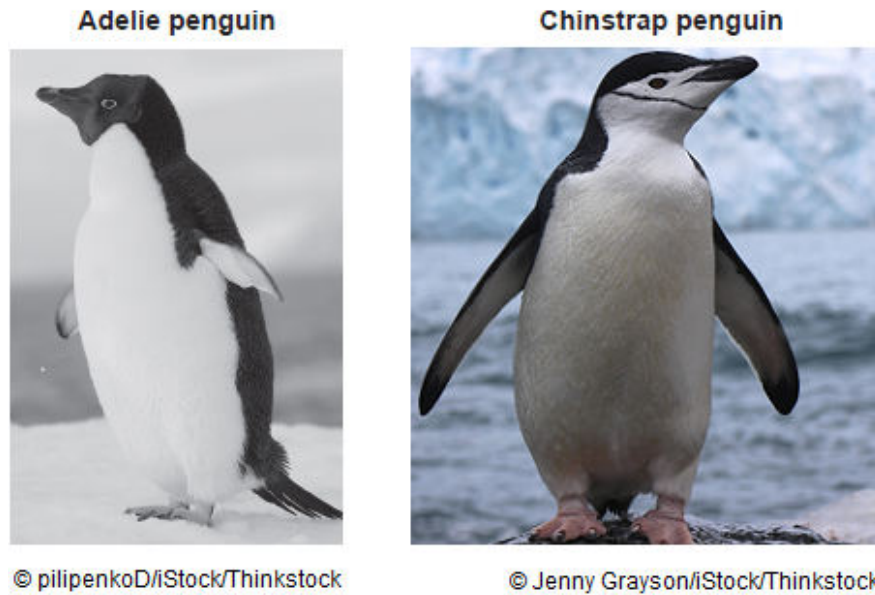 Adelie penguin
Chinstrap penguin
© pilipenkoD/iStock/Thinkstock
© Jenny Grayson/iStock/Thinkstock